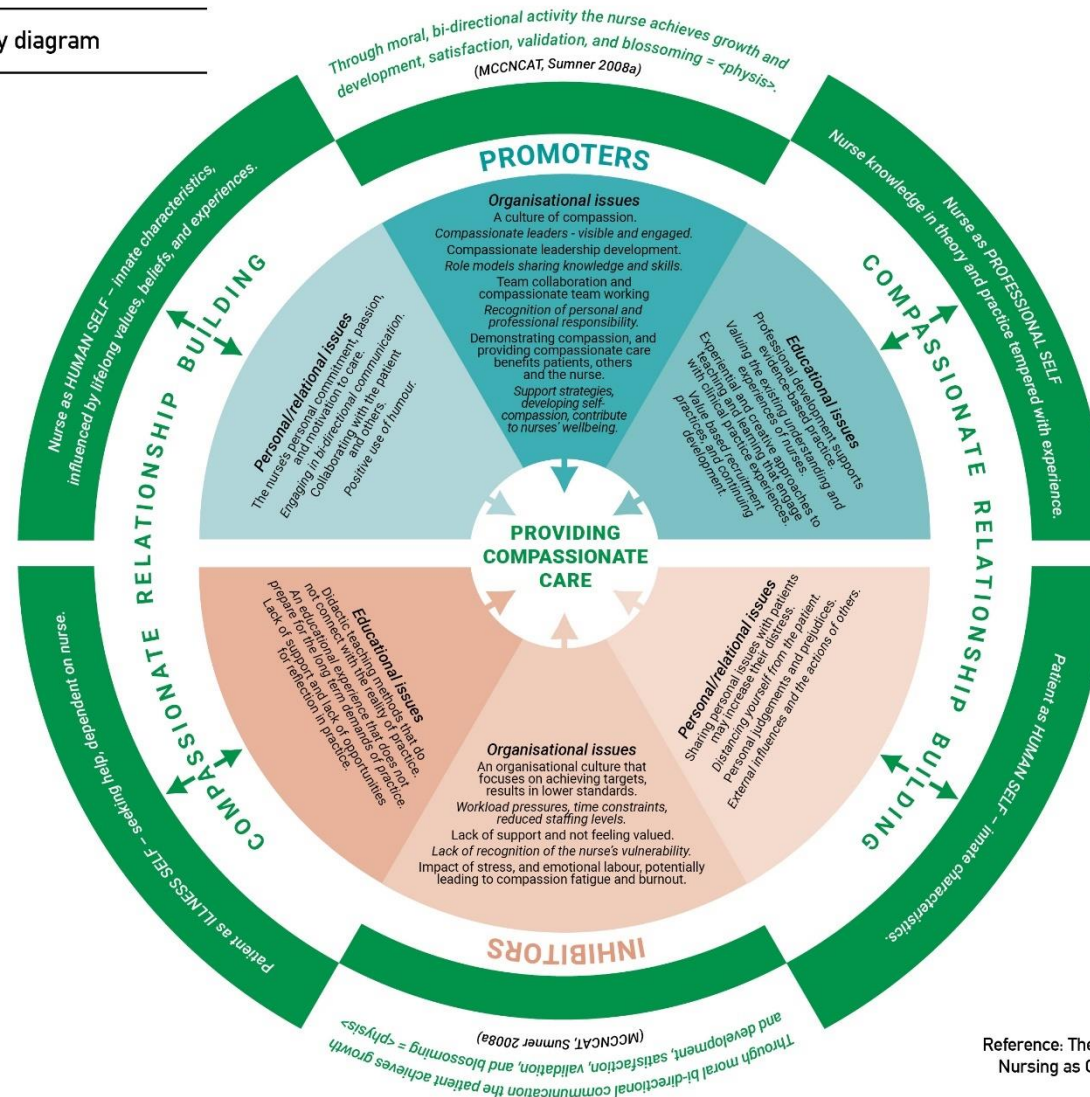 y diagram
Through moral, bi-directional activity the nurse achieves growth and
development, satisfaction, validation, and blossoming = <physis>.
(MCCNCAT, Sumner 2008a)
Nurse as HUMAN SELF – innate characteristics,
influenced by lifelong values, beliefs, and experiences.
Nurse as PROFESSIONAL SELF
Nurse knowledge in theory and practice tempered with experience.
COMPASSIONATE RELATIONSHIP BUILDING
COMPASSIONATE RELATIONSHIP BUILDING
PROMOTERS
Organisational issues
A culture of compassion.
Compassionate leaders - visible and engaged.
Compassionate leadership development.
Role models sharing knowledge and skills.
Team collaboration and
compassionate team working
Recognition of personal and
professional responsibility.
Demonstrating compassion, and
providing compassionate care
benefits patients, others
and the nurse.
Support strategies,
developing self-
compassion, contribute
to nurses' wellbeing.
Personal/relational issues
The nurse's personal commitment, passion,
and motivation to care.
Engaging in bi-directional communication.
Collaborating with the patient
and others.
Positive use of humour.
Educational issues
Professional development supports
evidence-based practice.
Valuing the existing understanding and
experiences of nurses.
Experiential and creative approaches to
teaching and learning that engage
with clinical practice experiences.
Value based recruitment
practices, and continuing
development.
PROVIDING
COMPASSIONATE
CARE
Educational issues
Didactic teaching methods that do
not connect with the reality of practice.
An educational experience that does not
prepare for the long term demands of practice.
Lack of support and lack of opportunities
for reflection in practice.
Personal/relational issues
Sharing personal issues with patients
may increase their distress.
Distancing yourself from the patient.
Personal judgements and prejudices.
External influences and the actions of others.
Organisational issues
An organisational culture that
focuses on achieving targets,
results in lower standards.
Workload pressures, time constraints,
reduced staffing levels.
Lack of support and not feeling valued.
Lack of recognition of the nurse's vulnerability.
Impact of stress, and emotional labour, potentially
leading to compassion fatigue and burnout.
INHIBITORS
Patient as ILLNESS SELF – seeking help, dependent on nurse.
Patient as HUMAN SELF – innate characteristics.
Through moral bi-directional communication the patient achieves growth
and development, satisfaction, validation, and blossoming = <physis>
(MCCNCAT, Sumner 2008a)
Reference: The
Nursing as C